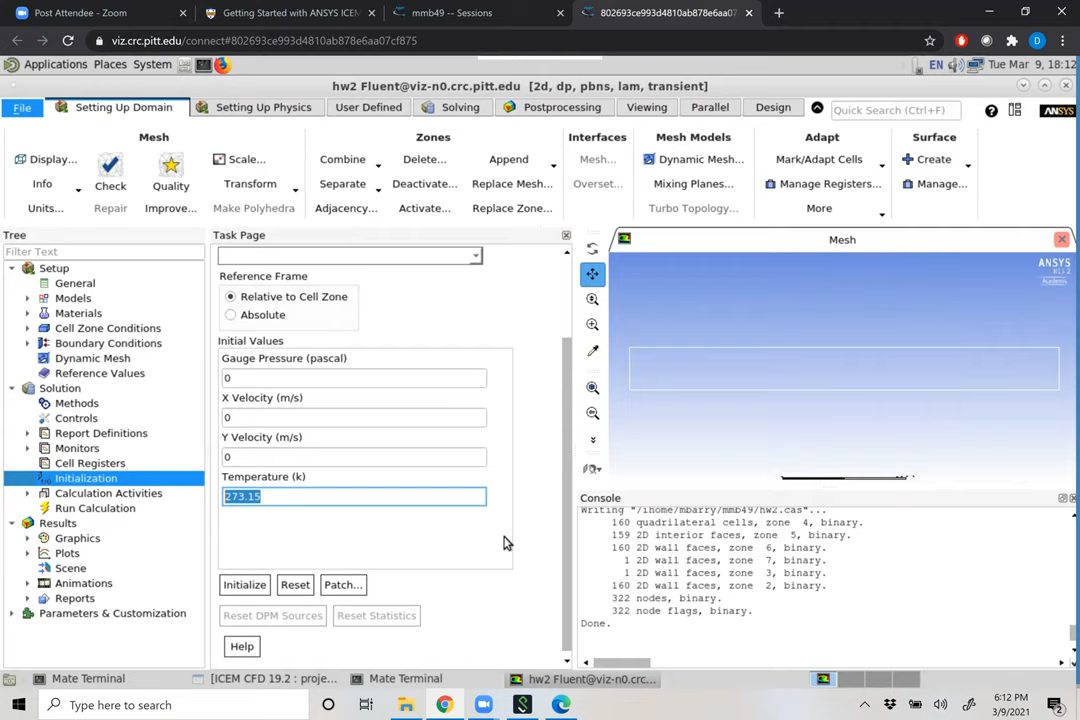 Post Attendee - Zoom
Getting Started with ANSYS ICEM
mmb49 -- Sessions
802693ce993d4810ab878e6aa07
viz.crc.pitt.edu/connect#802693ce993d4810ab878e6aa07cf875
D
Applications Places System
EN
Tue Mar 9, 18:12
hw2 Fluent@viz-n0.crc.pitt.edu [2d, dp, pbns, lam, transient]
File
Setting Up Domain
Setting Up Physics
User Defined
Solving
Postprocessing
Viewing
Parallel
Design
Quick Search (Ctrl+F)
ANSYS
Mesh
Zones
Interfaces
Mesh Models
Adapt
Surface
Display...
Scale...
Combine
Delete...
Append
Mesh...
Dynamic Mesh...
Mark/Adapt Cells
Create
Info
Check
Quality
Transform
Separate
Deactivate...
Replace Mesh...
Overset...
Mixing Planes...
Manage Registers...
Manage...
Units...
Repair
Improve...
Make Polyhedra
Adjacency...
Activate...
Replace Zone...
Turbo Topology...
More
Tree
Filter Text
Setup
General
Models
Materials
Cell Zone Conditions
Boundary Conditions
Dynamic Mesh
Reference Values
Solution
Methods
Controls
Report Definitions
Monitors
Cell Registers
Initialization
Calculation Activities
Run Calculation
Results
Graphics
Plots
Scene
Animations
Reports
Parameters & Customization
Task Page
Reference Frame
Relative to Cell Zone
Absolute
Initial Values
Gauge Pressure (pascal)
0
X Velocity (m/s)
0
Y Velocity (m/s)
0
Temperature (k)
273.15
Initialize
Reset
Patch...
Reset DPM Sources
Reset Statistics
Help
Mesh
ANSYS
R19.2
Academic
Console
Writing "/ihome/mbarry/mmb49/hw2.cas"...
160 quadrilateral cells, zone 4, binary.
159 2D interior faces, zone 5, binary.
160 2D wall faces, zone 6, binary.
1 2D wall faces, zone 7, binary.
1 2D wall faces, zone 3, binary.
160 2D wall faces, zone 2, binary.
322 nodes, binary.
322 node flags, binary.
Done.
Mate Terminal
[ICEM CFD 19.2 : proje...
Mate Terminal
hw2 Fluent@viz-n0.crc....
Type here to search
6:12 PM
3/9/2021
2